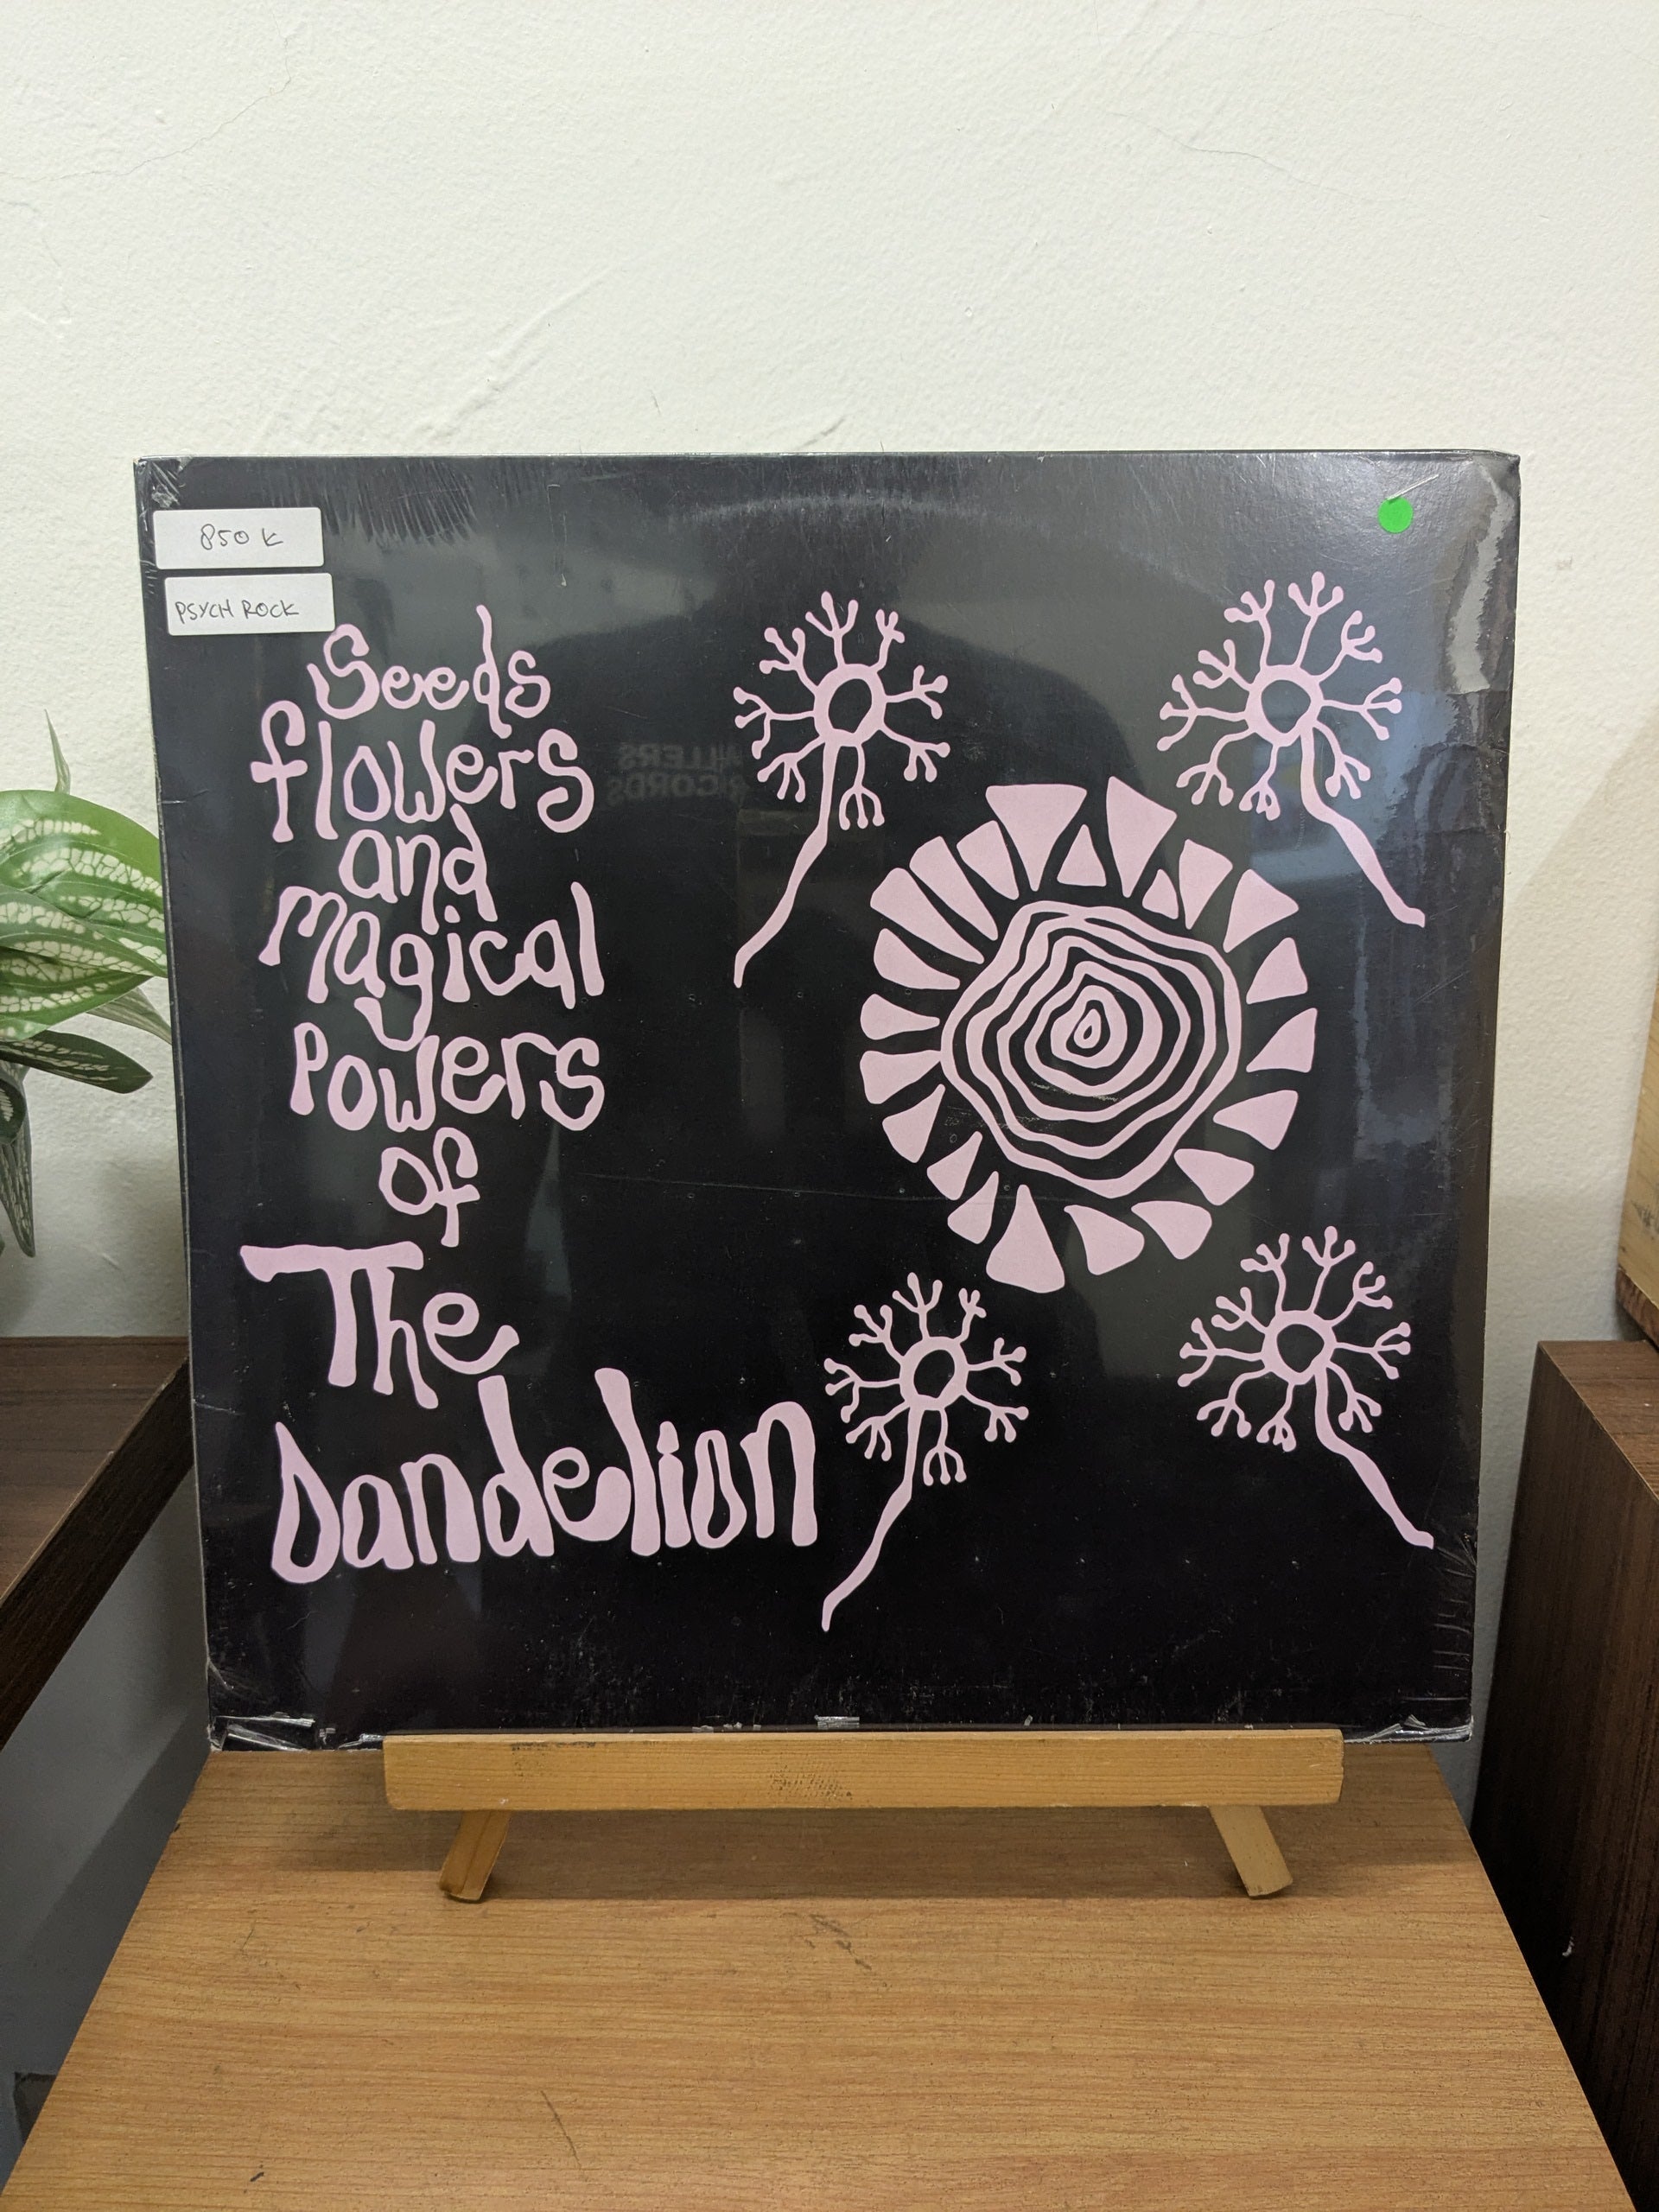 850 K
PSYCH ROCK
Seeds
flowers
and
magical
Powers
of
The
Dandelion